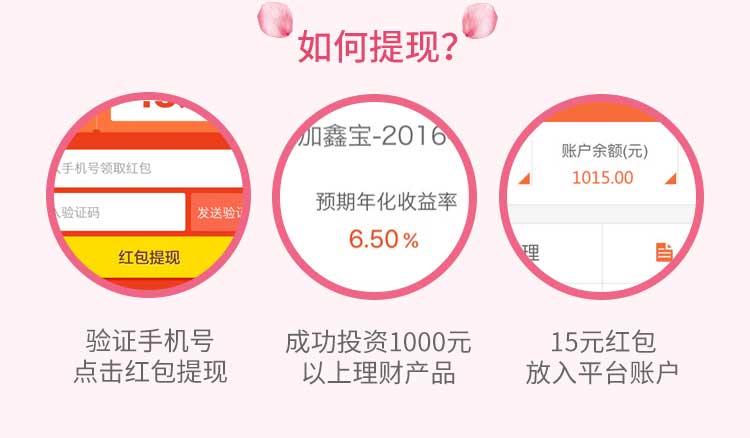 如何提现?
手机号领取红包
验证码
发送验证
红包提现
加鑫宝-2016
预期年化收益率
6.50%
账户余额(元)
1015.00
理
验证手机号
点击红包提现
成功投资1000元
以上理财产品
15元红包
放入平台账户